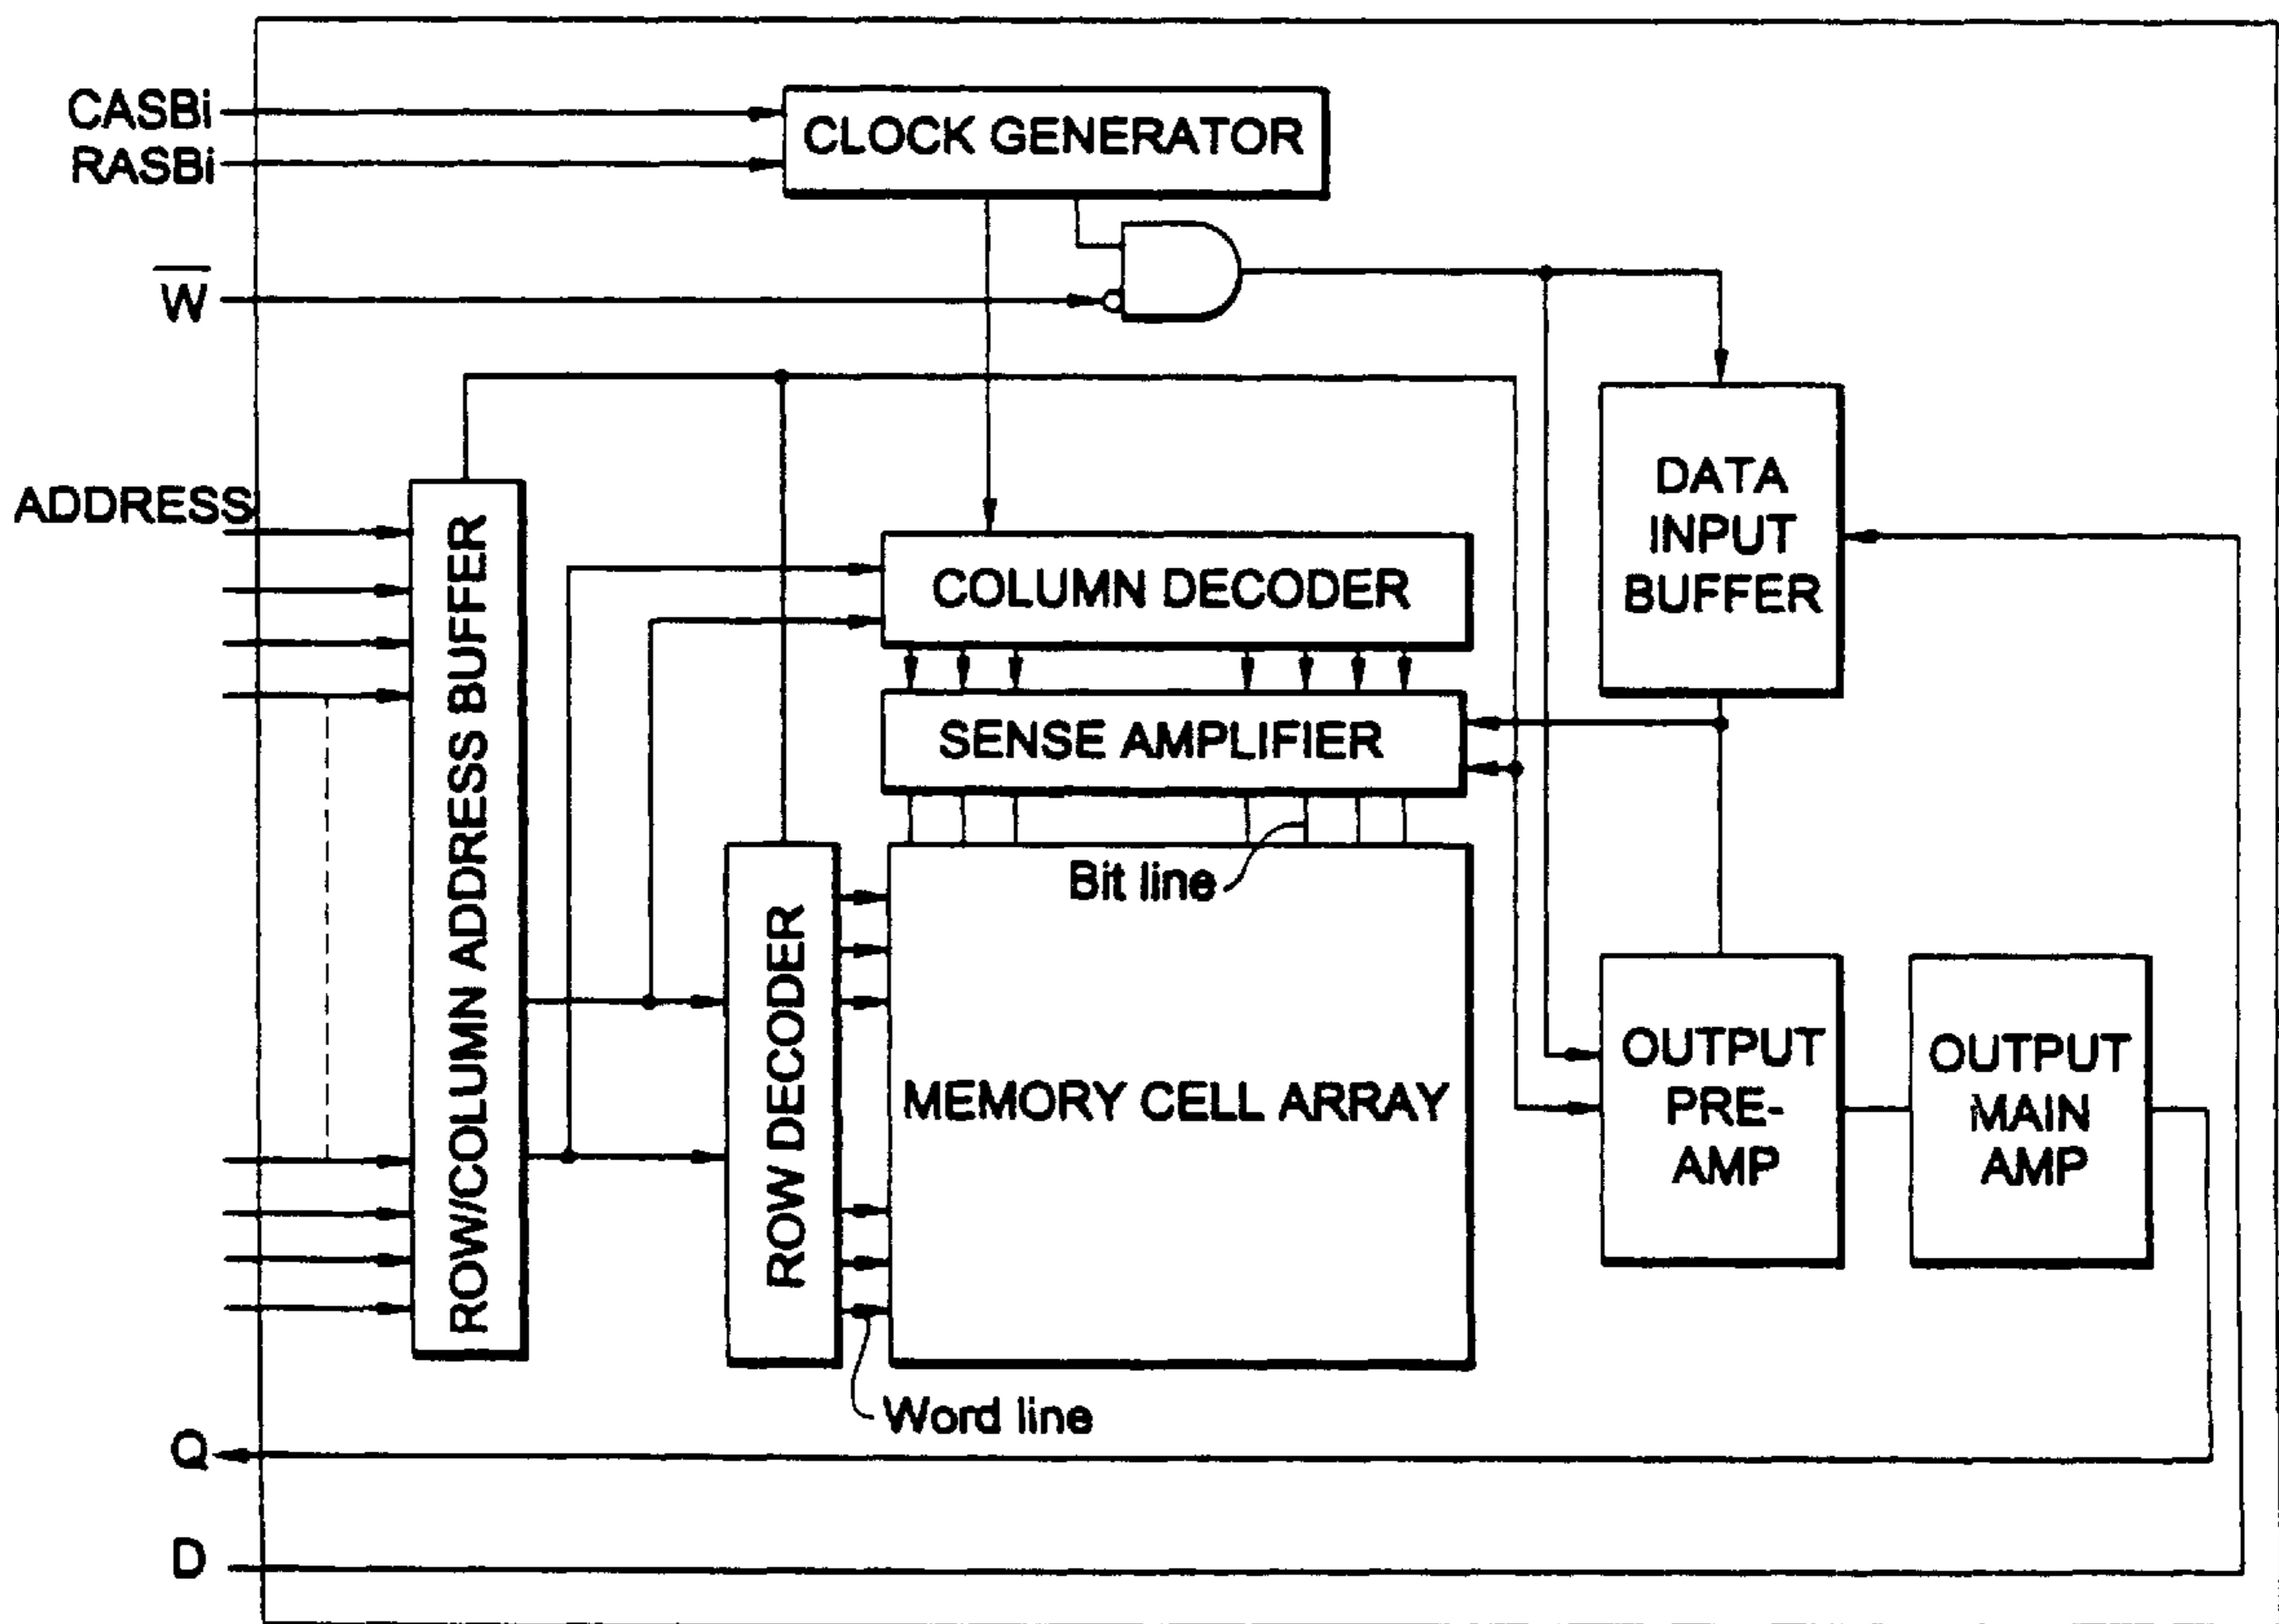 CASBi
RASBi
CLOCK GENERATOR
W̅
ADDRESS
ROW/COLUMN ADDRESS BUFFER
COLUMN DECODER
SENSE AMPLIFIER
DATA
INPUT
BUFFER
Bit line
ROW DECODER
MEMORY CELL ARRAY
OUTPUT
PRE-
AMP
OUTPUT
MAIN
AMP
Word line
Q
D